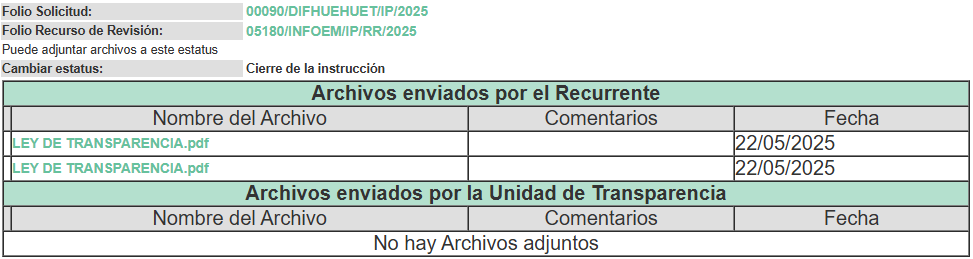 Folio Solicitud: 00090/DIFHUEHUET/IP/2025
Folio Recurso de Revisión: 05180/INFOEM/IP/RR/2025
Puede adjuntar archivos a este estatus
Cambiar estatus: Cierre de la instrucción
Archivos enviados por el Recurrente
Nombre del Archivo Comentarios Fecha
LEY DE TRANSPARENCIA.pdf 22/05/2025
LEY DE TRANSPARENCIA.pdf 22/05/2025
Archivos enviados por la Unidad de Transparencia
Nombre del Archivo Comentarios Fecha
No hay Archivos adjuntos